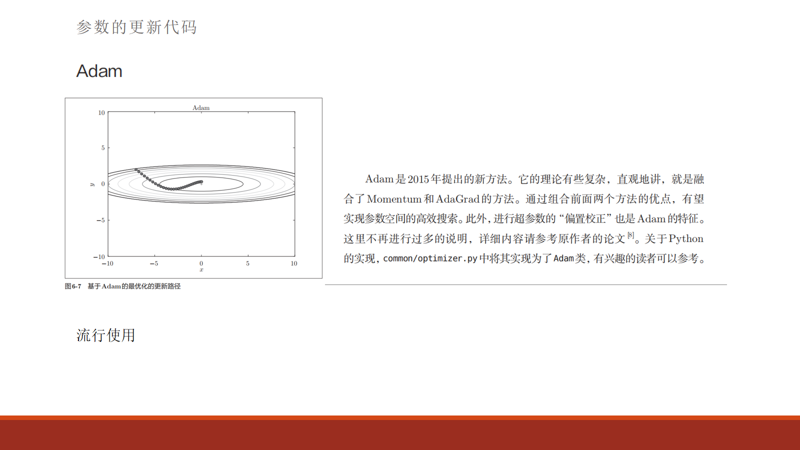 参数的更新代码
Adam
Adam
10
5
0
−5
−10
y
−10
−5
0
5
10
x
图6-7 基于Adam的最优化的更新路径
Adam是2015年提出的新方法。它的理论有些复杂，直观地讲，就是融
合了Momentum和AdaGrad的方法。通过组合前面两个方法的优点，有望
实现参数空间的高效搜索。此外，进行超参数的“偏置校正”也是Adam的特征。
这里不再进行过多的说明，详细内容请参考原作者的论文[8]。关于Python
的实现，common/optimizer.py中将其实现为了Adam类，有兴趣的读者可以参考。
流行使用